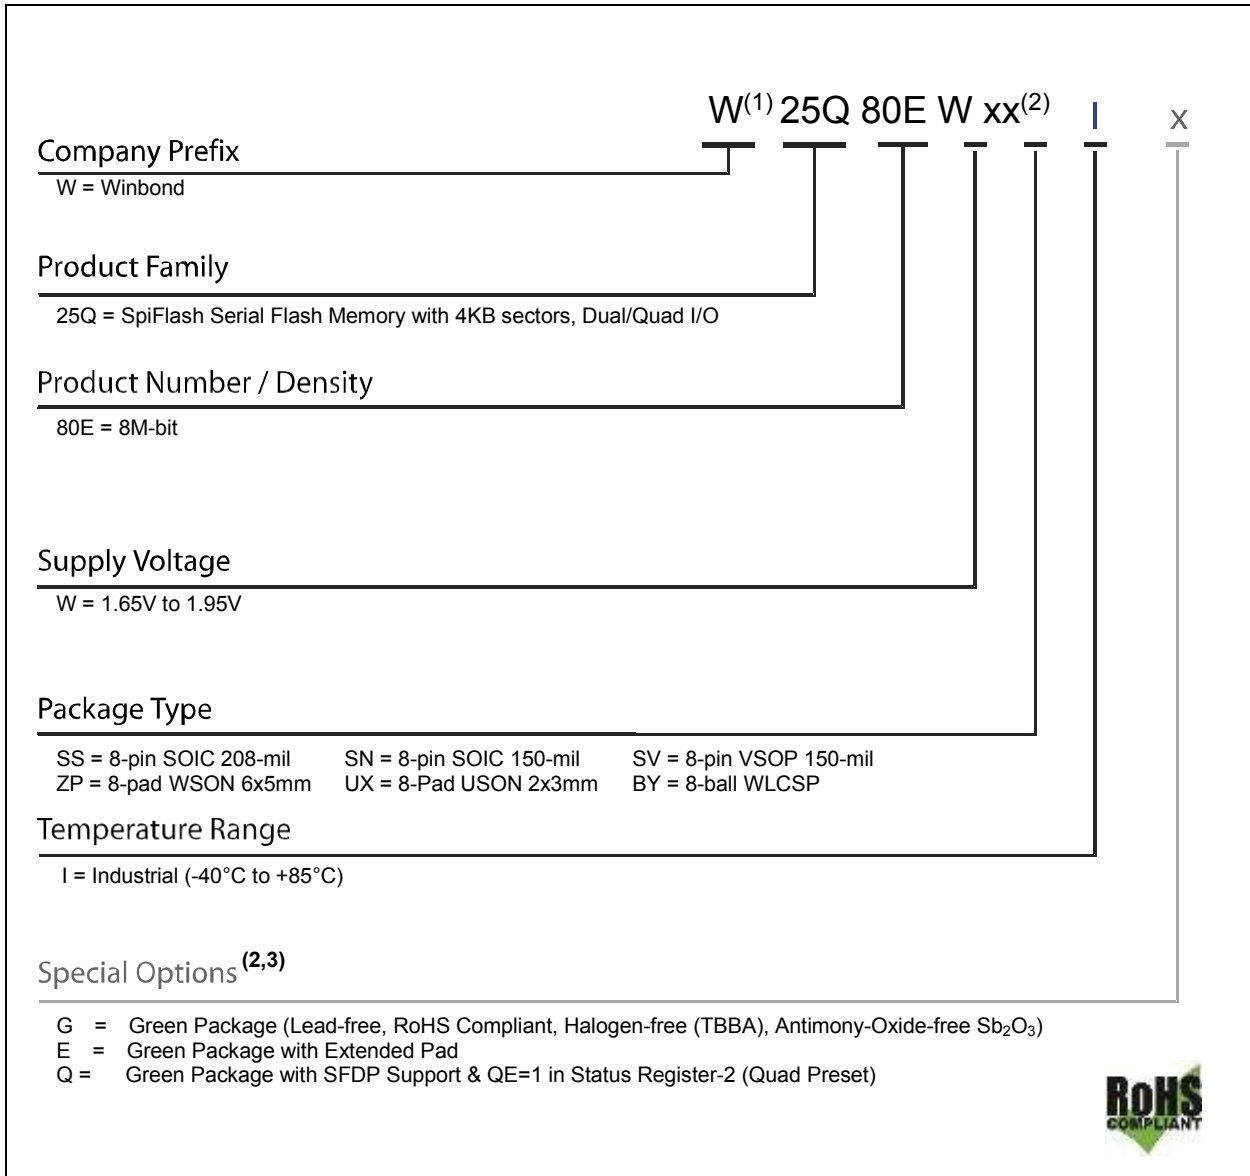 W(1) 25Q 80E W xx(2) I x
Company Prefix
W = Winbond
Product Family
25Q = SpiFlash Serial Flash Memory with 4KB sectors, Dual/Quad I/O
Product Number / Density
80E = 8M-bit
Supply Voltage
W = 1.65V to 1.95V
Package Type
SS = 8-pin SOIC 208-mil SN = 8-pin SOIC 150-mil SV = 8-pin VSOP 150-mil
ZP = 8-pad WSON 6x5mm UX = 8-Pad USON 2x3mm BY = 8-ball WLCSP
Temperature Range
I = Industrial (-40°C to +85°C)
Special Options (2,3)
G = Green Package (Lead-free, RoHS Compliant, Halogen-free (TBBA), Antimony-Oxide-free Sb₂O₃)
E = Green Package with Extended Pad
Q = Green Package with SFDP Support & QE=1 in Status Register-2 (Quad Preset)
RoHS
COMPLIANT